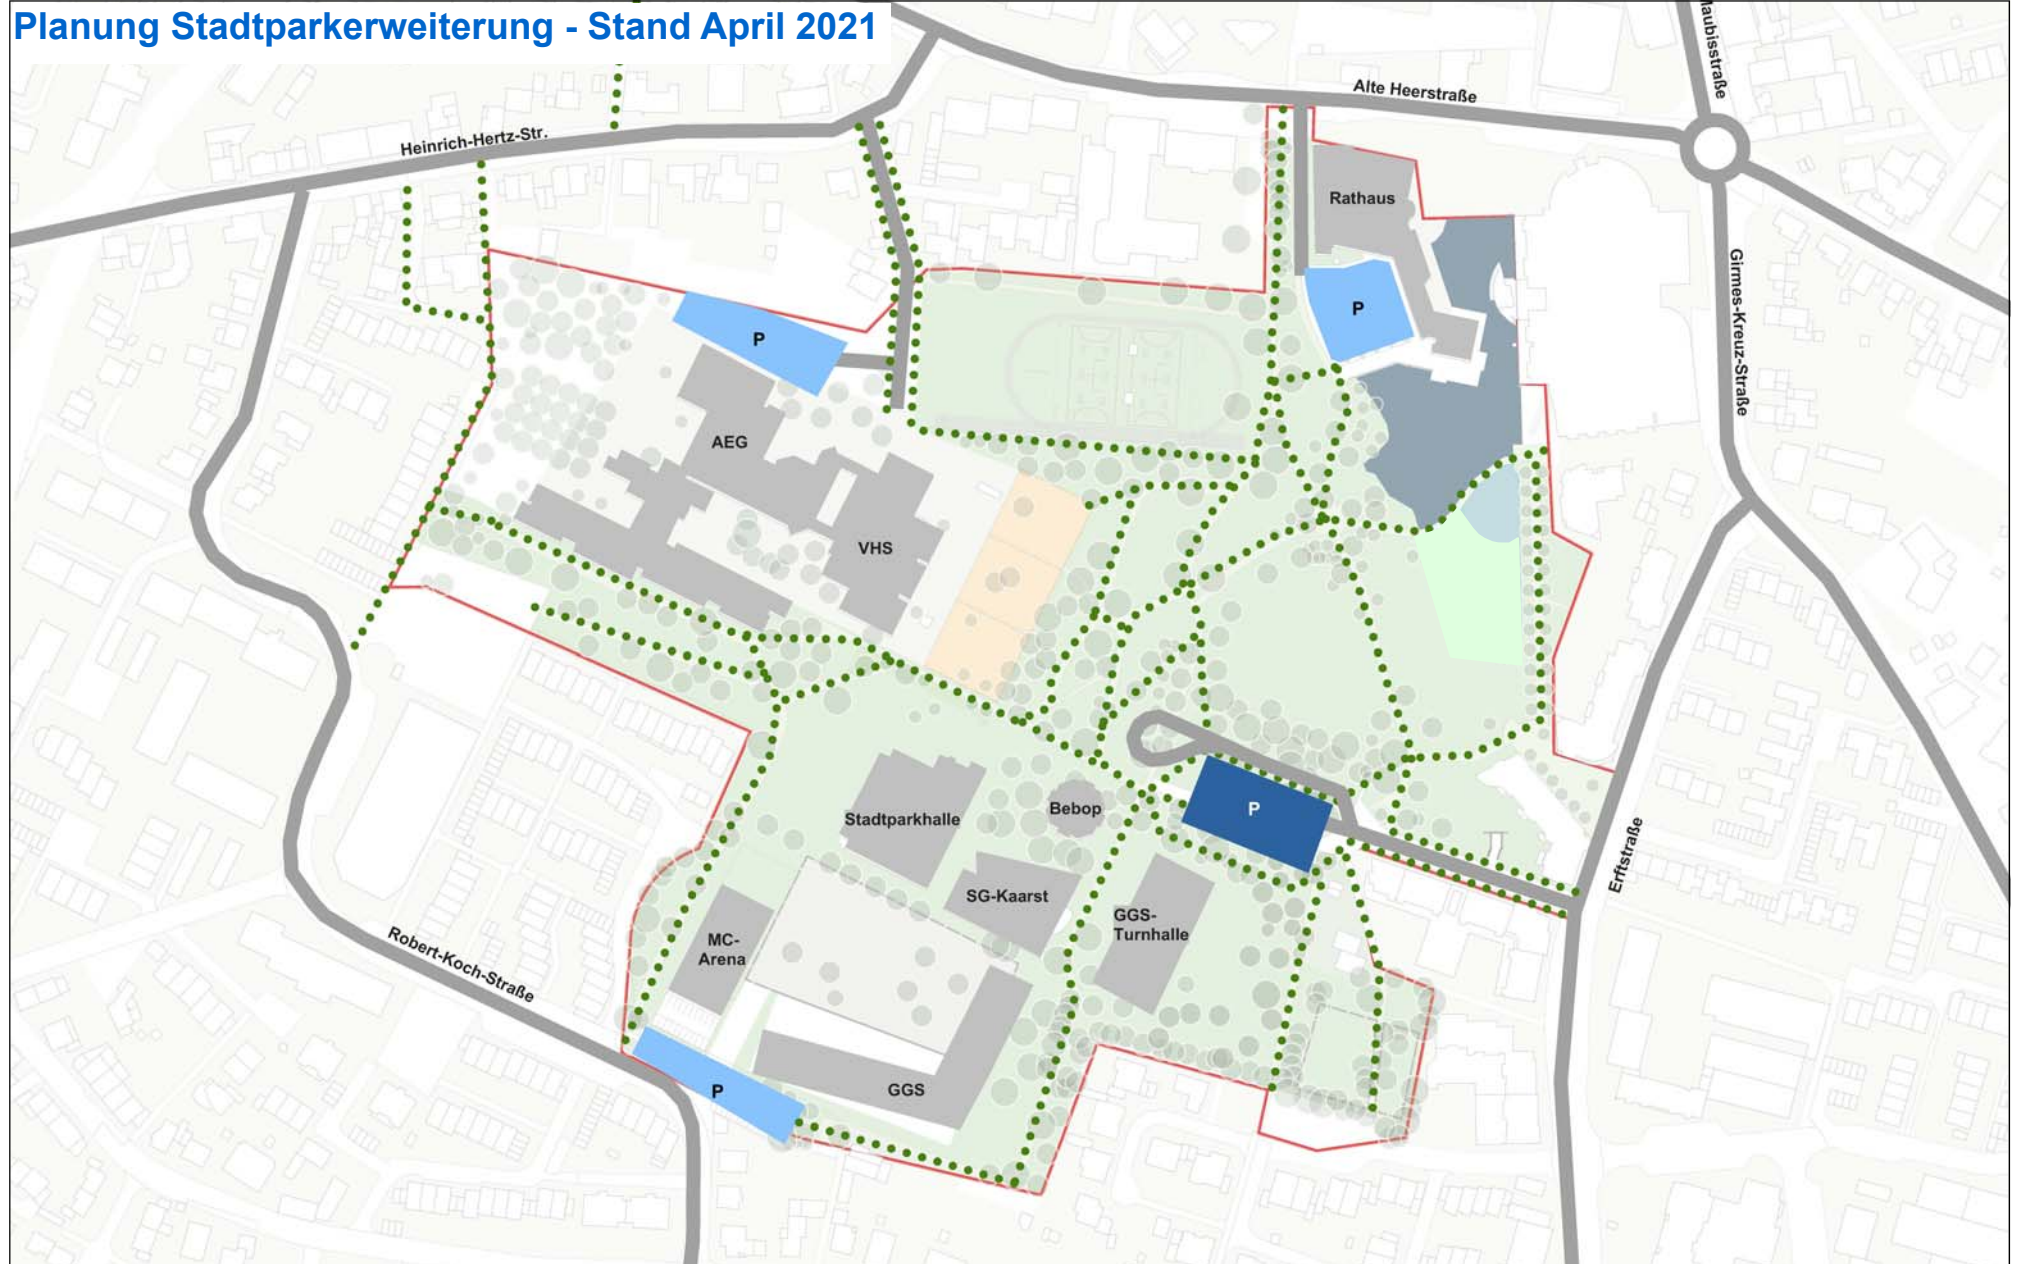 Planung Stadtparkerweiterung - Stand April 2021
Alte Heerstraße
Heinrich-Hertz-Str.
Rathaus
P
Girmes-Kreuz-Straße
P
AEG
VHS
P
Stadtparkhalle
Bebop
SG-Kaarst
GGS-
Turnhalle
Erftstraße
MC-
Arena
Robert-Koch-Straße
P
GGS